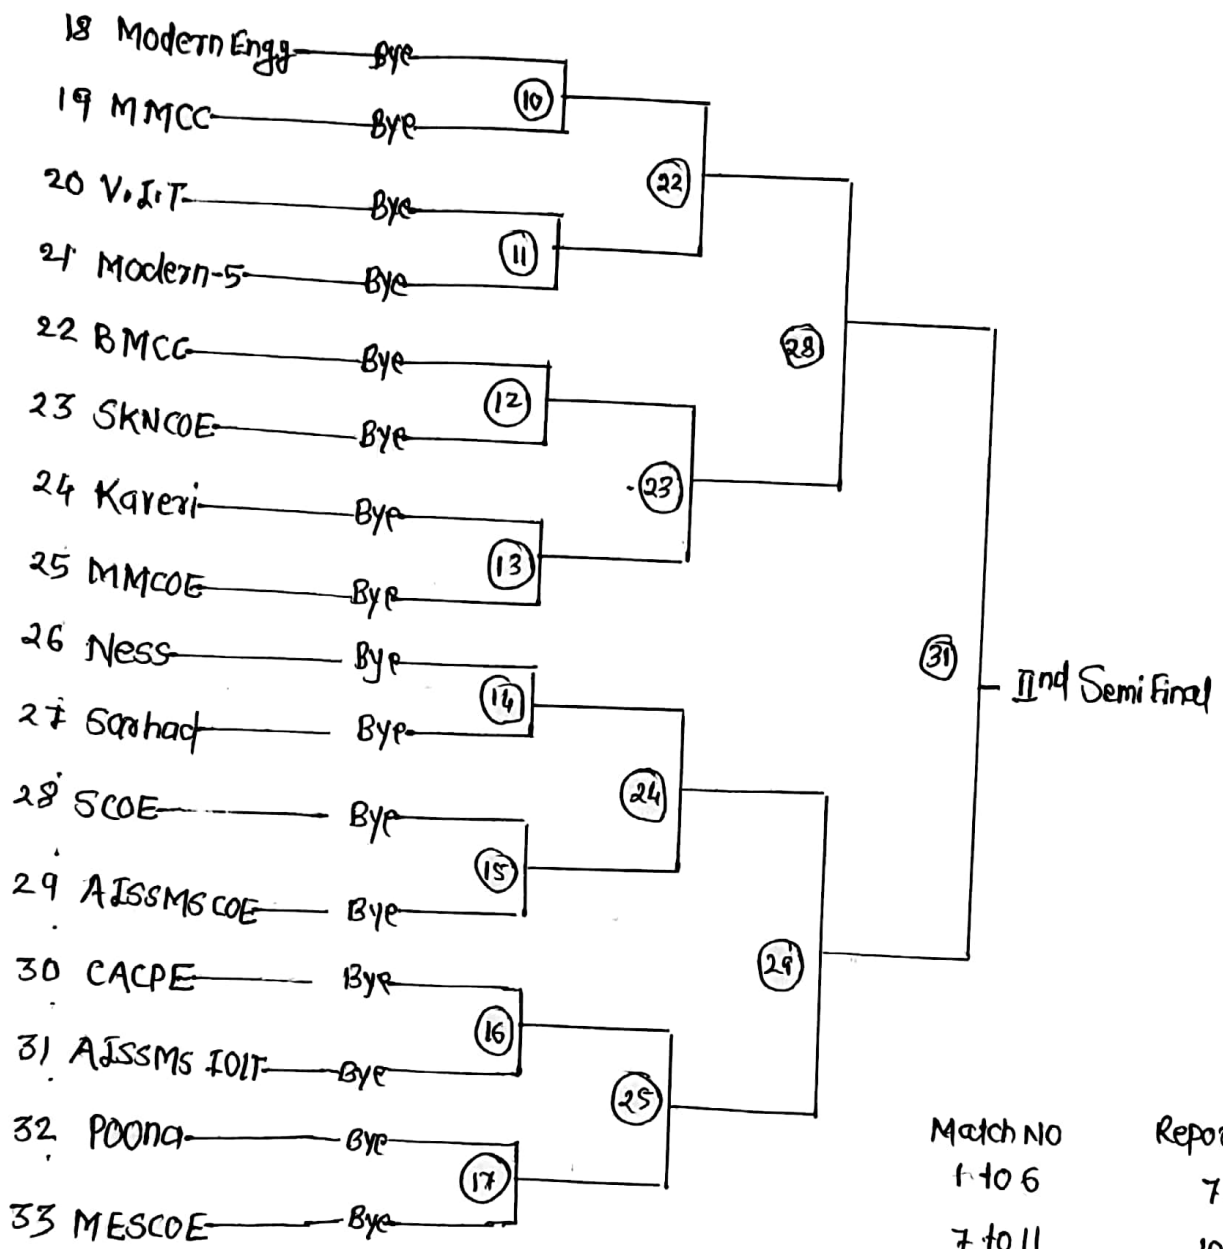 18 Modern Engg Bye
10
19 MMCC Bye
22
20 V.I.T Bye
11
21 Modern-5 Bye
28
22 BMCC Bye
12
23 SKNCOE Bye
23
24 Kaveri Bye
13
25 MMCOE Bye
31
IInd Semi Final
26 Ness Bye
14
27 Sarhad Bye
24
28 SCOE Bye
15
29 AISSMS COE Bye
29
30 CACPE Bye
16
31 AISSMS IOIT Bye
25
32 Poona Bye
17
33 MESCOE Bye
Match NO Repor
1 to 6 7
7 to 11 10